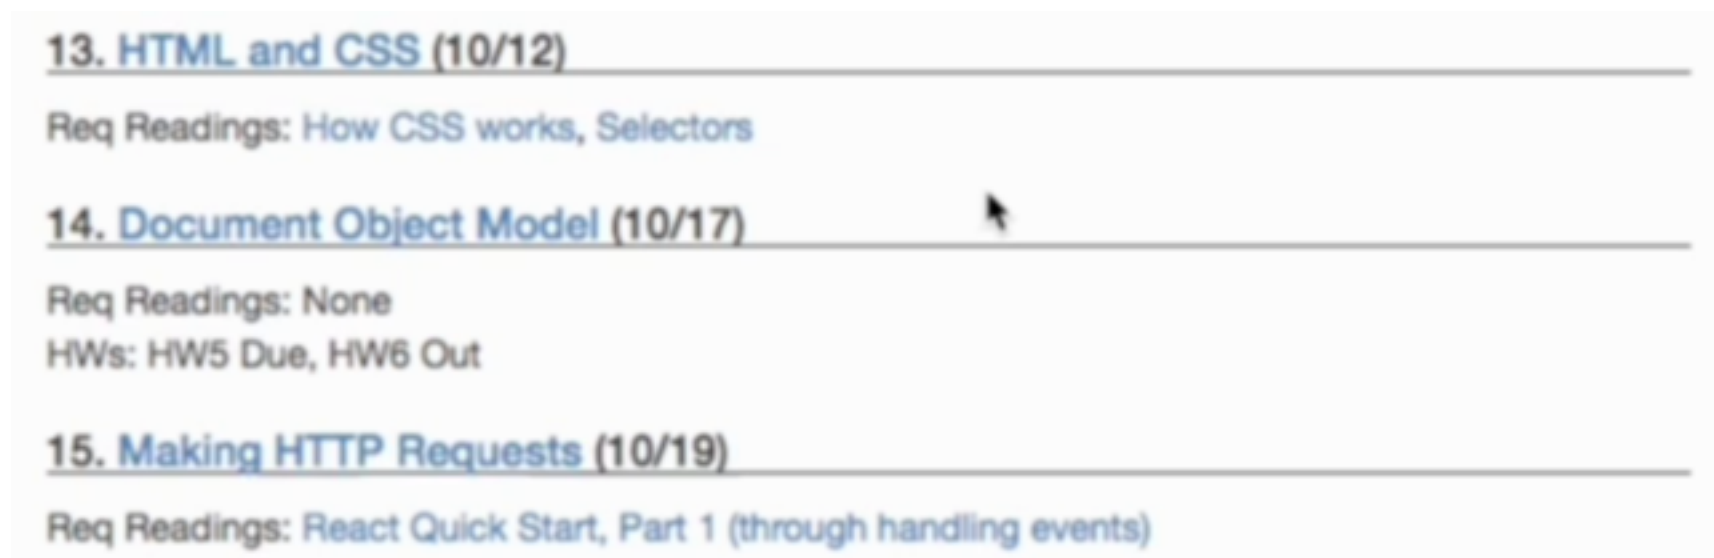 13. HTML and CSS (10/12)
Req Readings: How CSS works, Selectors
14. Document Object Model (10/17)
Req Readings: None
HWs: HW5 Due, HW6 Out
15. Making HTTP Requests (10/19)
Req Readings: React Quick Start, Part 1 (through handling events)